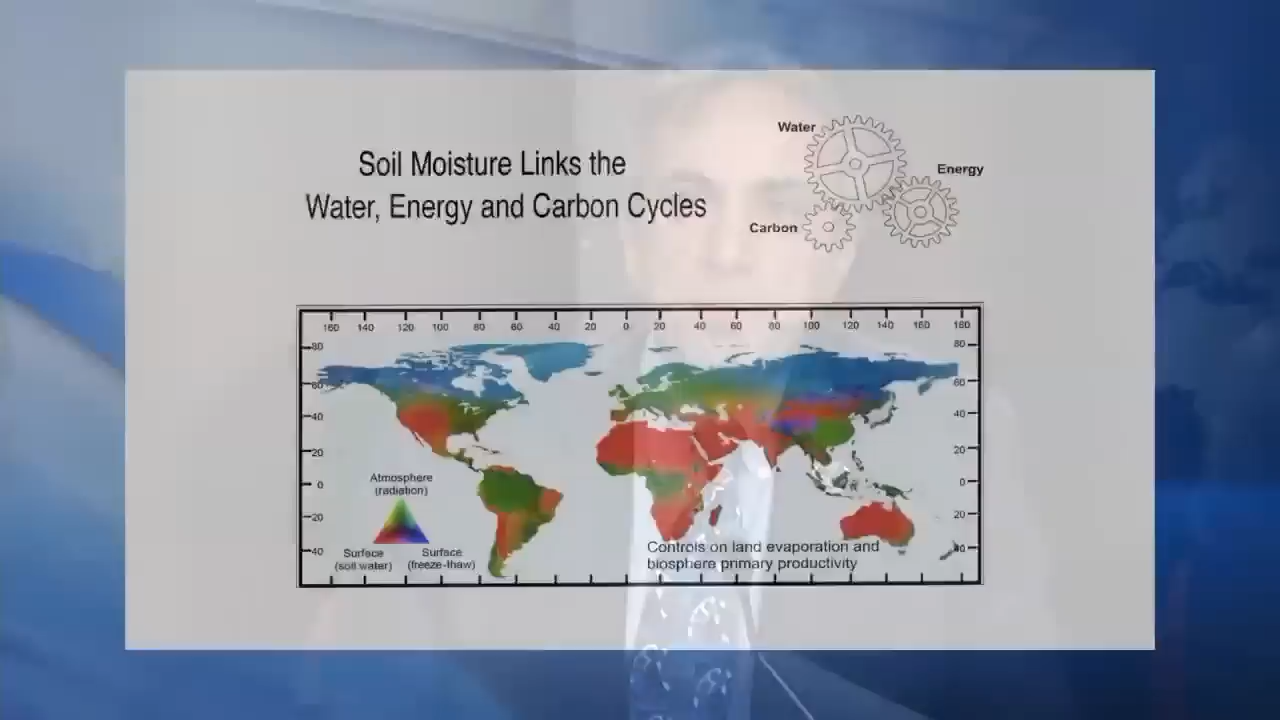 Soil Moisture Links the
Water, Energy and Carbon Cycles
Water
Energy
Carbon
160 140 120 100 80 60 40 20 0 20 40 60 80 100 120 140 160 180
80 80
60 60
40 40
20 20
0 0
20 20
40 40
Atmosphere
(radiation)
Surface
(soil water)
Surface
(freeze-thaw)
Controls on land evaporation and
biosphere primary productivity